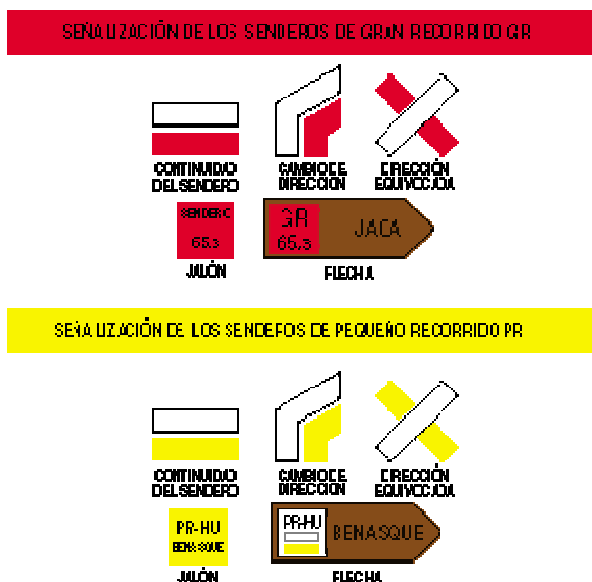 SEÑALIZACIÓN DE LOS SENDEROS DE GRAN RECORRIDO GR
CONTINUIDAD
DEL SENDERO
CAMBIO DE
DIRECCION
DIRECCIÓN
EQUIVOCADA
SENDERO
65.3
GR
65.3
JACA
JALÓN
FLECHA
SEÑALIZACIÓN DE LOS SENDEROS DE PEQUEÑO RECORRIDO PR
CONTINUIDAD
DEL SENDERO
CAMBIO DE
DIRECCION
DIRECCIÓN
EQUIVOCADA
PR-HU
BENASQUE
PR-HU
BENASQUE
JALÓN
FLECHA